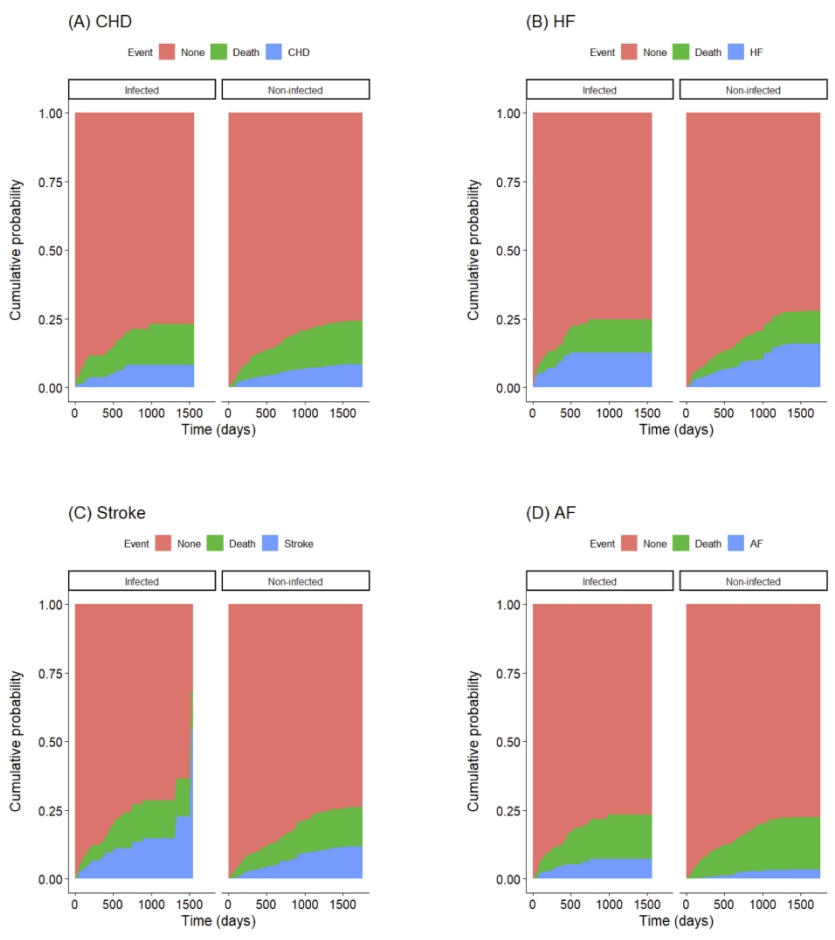 (A) CHD
Event None Death CHD
Infected Non-infected
1.00
0.75
0.50
0.25
0.00
Cumulative probability
0 500 1000 1500 0 500 1000 1500
Time (days)
(B) HF
Event None Death HF
Infected Non-infected
1.00
0.75
0.50
0.25
0.00
Cumulative probability
0 500 1000 1500 0 500 1000 1500
Time (days)
(C) Stroke
Event None Death Stroke
Infected Non-infected
1.00
0.75
0.50
0.25
0.00
Cumulative probability
0 500 1000 1500 0 500 1000 1500
Time (days)
(D) AF
Event None Death AF
Infected Non-infected
1.00
0.75
0.50
0.25
0.00
Cumulative probability
0 500 1000 1500 0 500 1000 1500
Time (days)